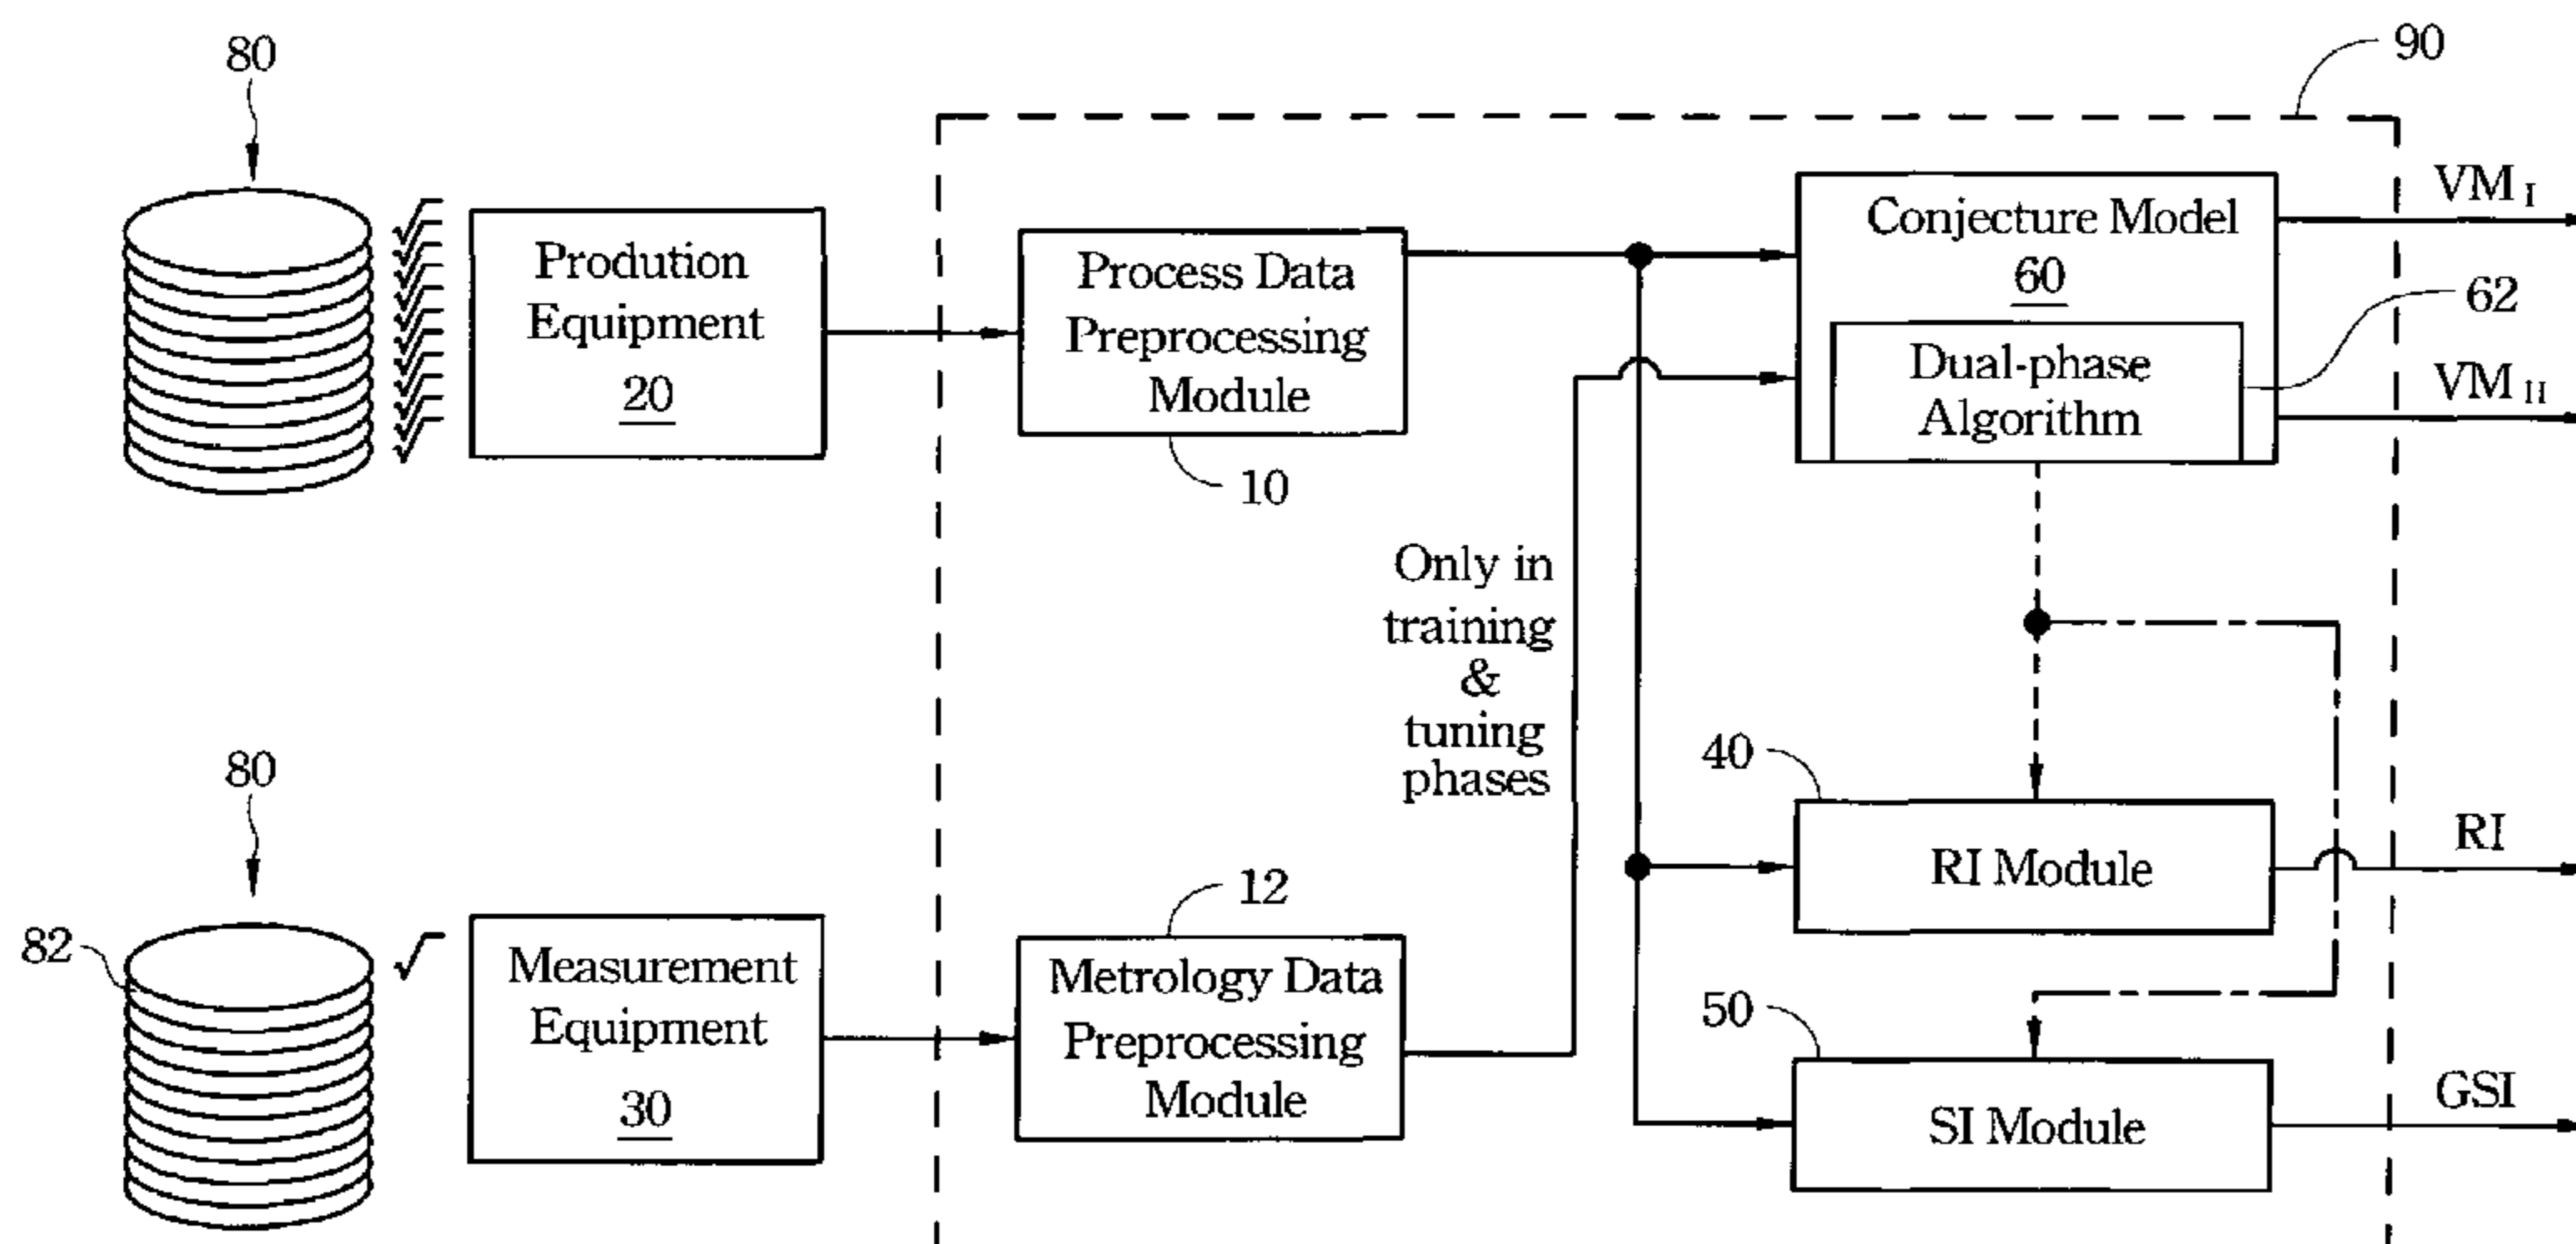 80
90
Prodution
Equipment
20
Process Data
Preprocessing
Module
10
Conjecture Model
60
Dual-phase
Algorithm
62
VM I
VM II
Only in
training
&
tuning
phases
80
82
Measurement
Equipment
30
12
Metrology Data
Preprocessing
Module
40
RI Module
RI
50
SI Module
GSI